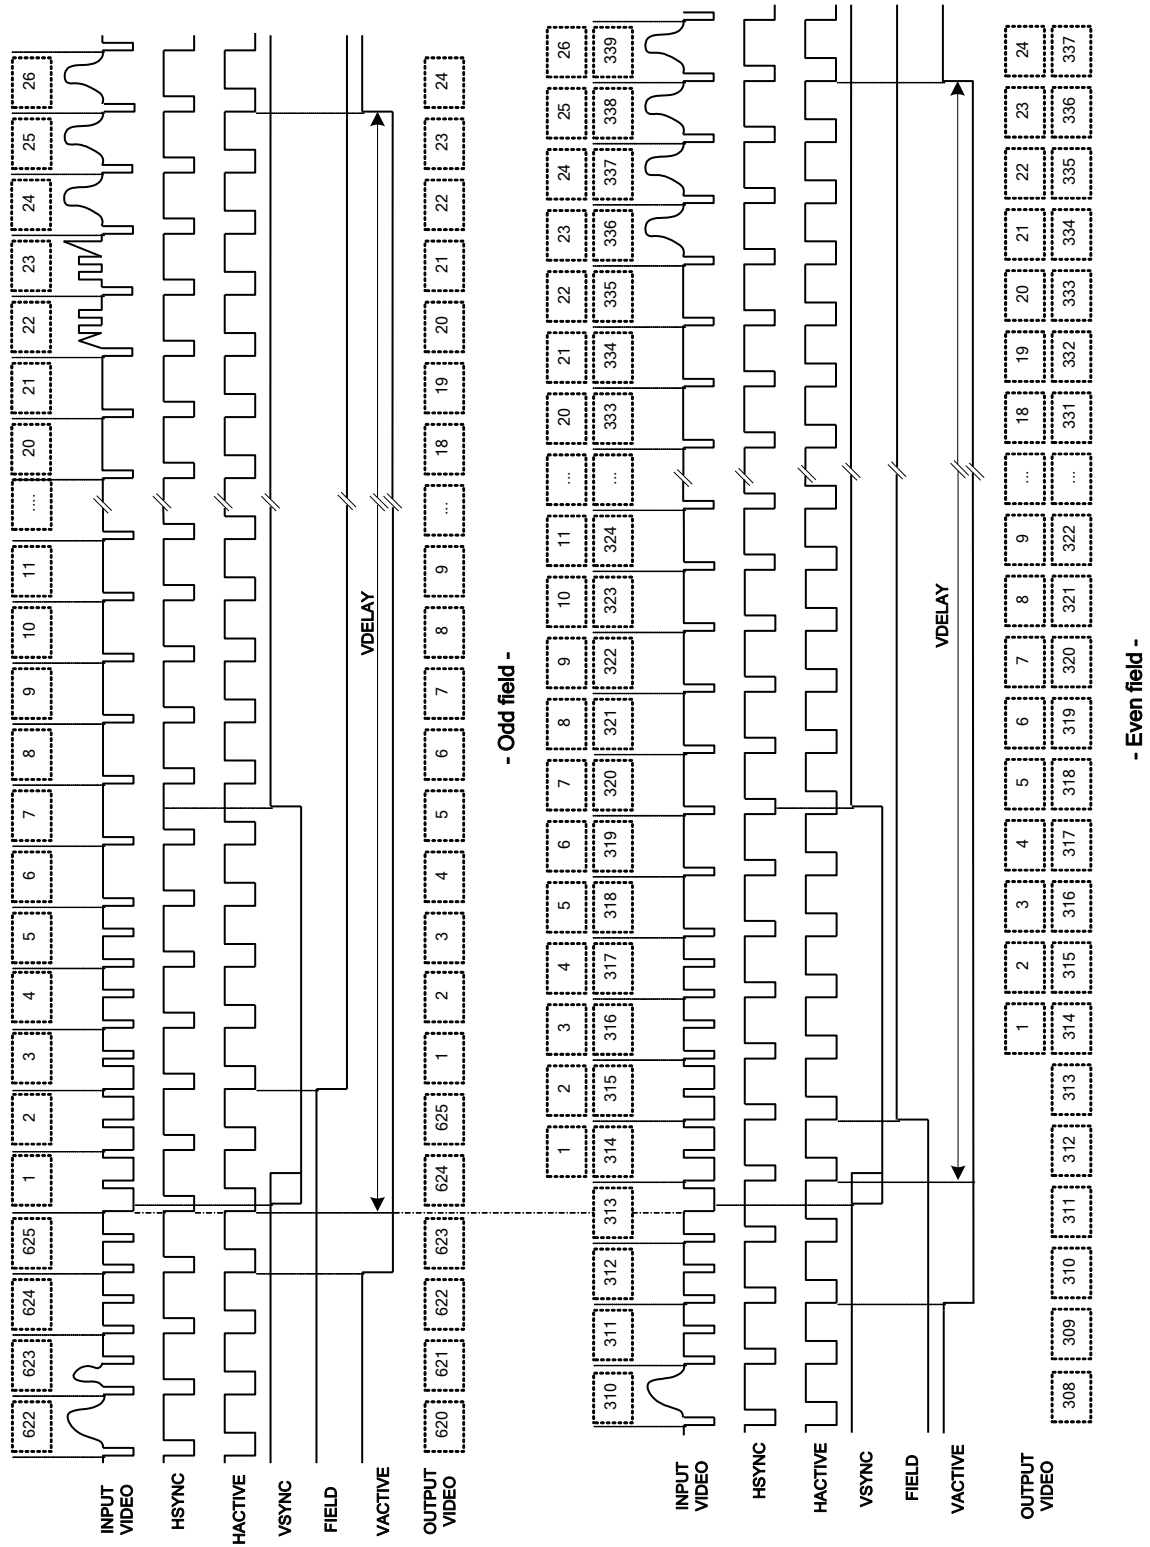 622 623 624 625 1 2 3 4 5 6 7 8 9 10 11 .... 20 21 22 23 24 25 26
INPUT
VIDEO
HSYNC
HACTIVE
VSYNC
FIELD
VDELAY
VACTIVE
OUTPUT
VIDEO
620 621 622 623 624 625 1 2 3 4 5 6 7 8 9 ... 18 19 20 21 22 23 24
- Odd field -
1 2 3 4 5 6 7 8 9 10 11 ... 20 21 22 23 24 25 26
310 311 312 313 314 315 316 317 318 319 320 321 322 323 324 ... 333 334 335 336 337 338 339
INPUT
VIDEO
HSYNC
HACTIVE
VSYNC
FIELD
VDELAY
VACTIVE
OUTPUT
VIDEO
1 2 3 4 5 6 7 8 9 ... 18 19 20 21 22 23 24
308 309 310 311 312 313 314 315 316 317 318 319 320 321 322 ... 331 332 333 334 335 336 337
- Even field -